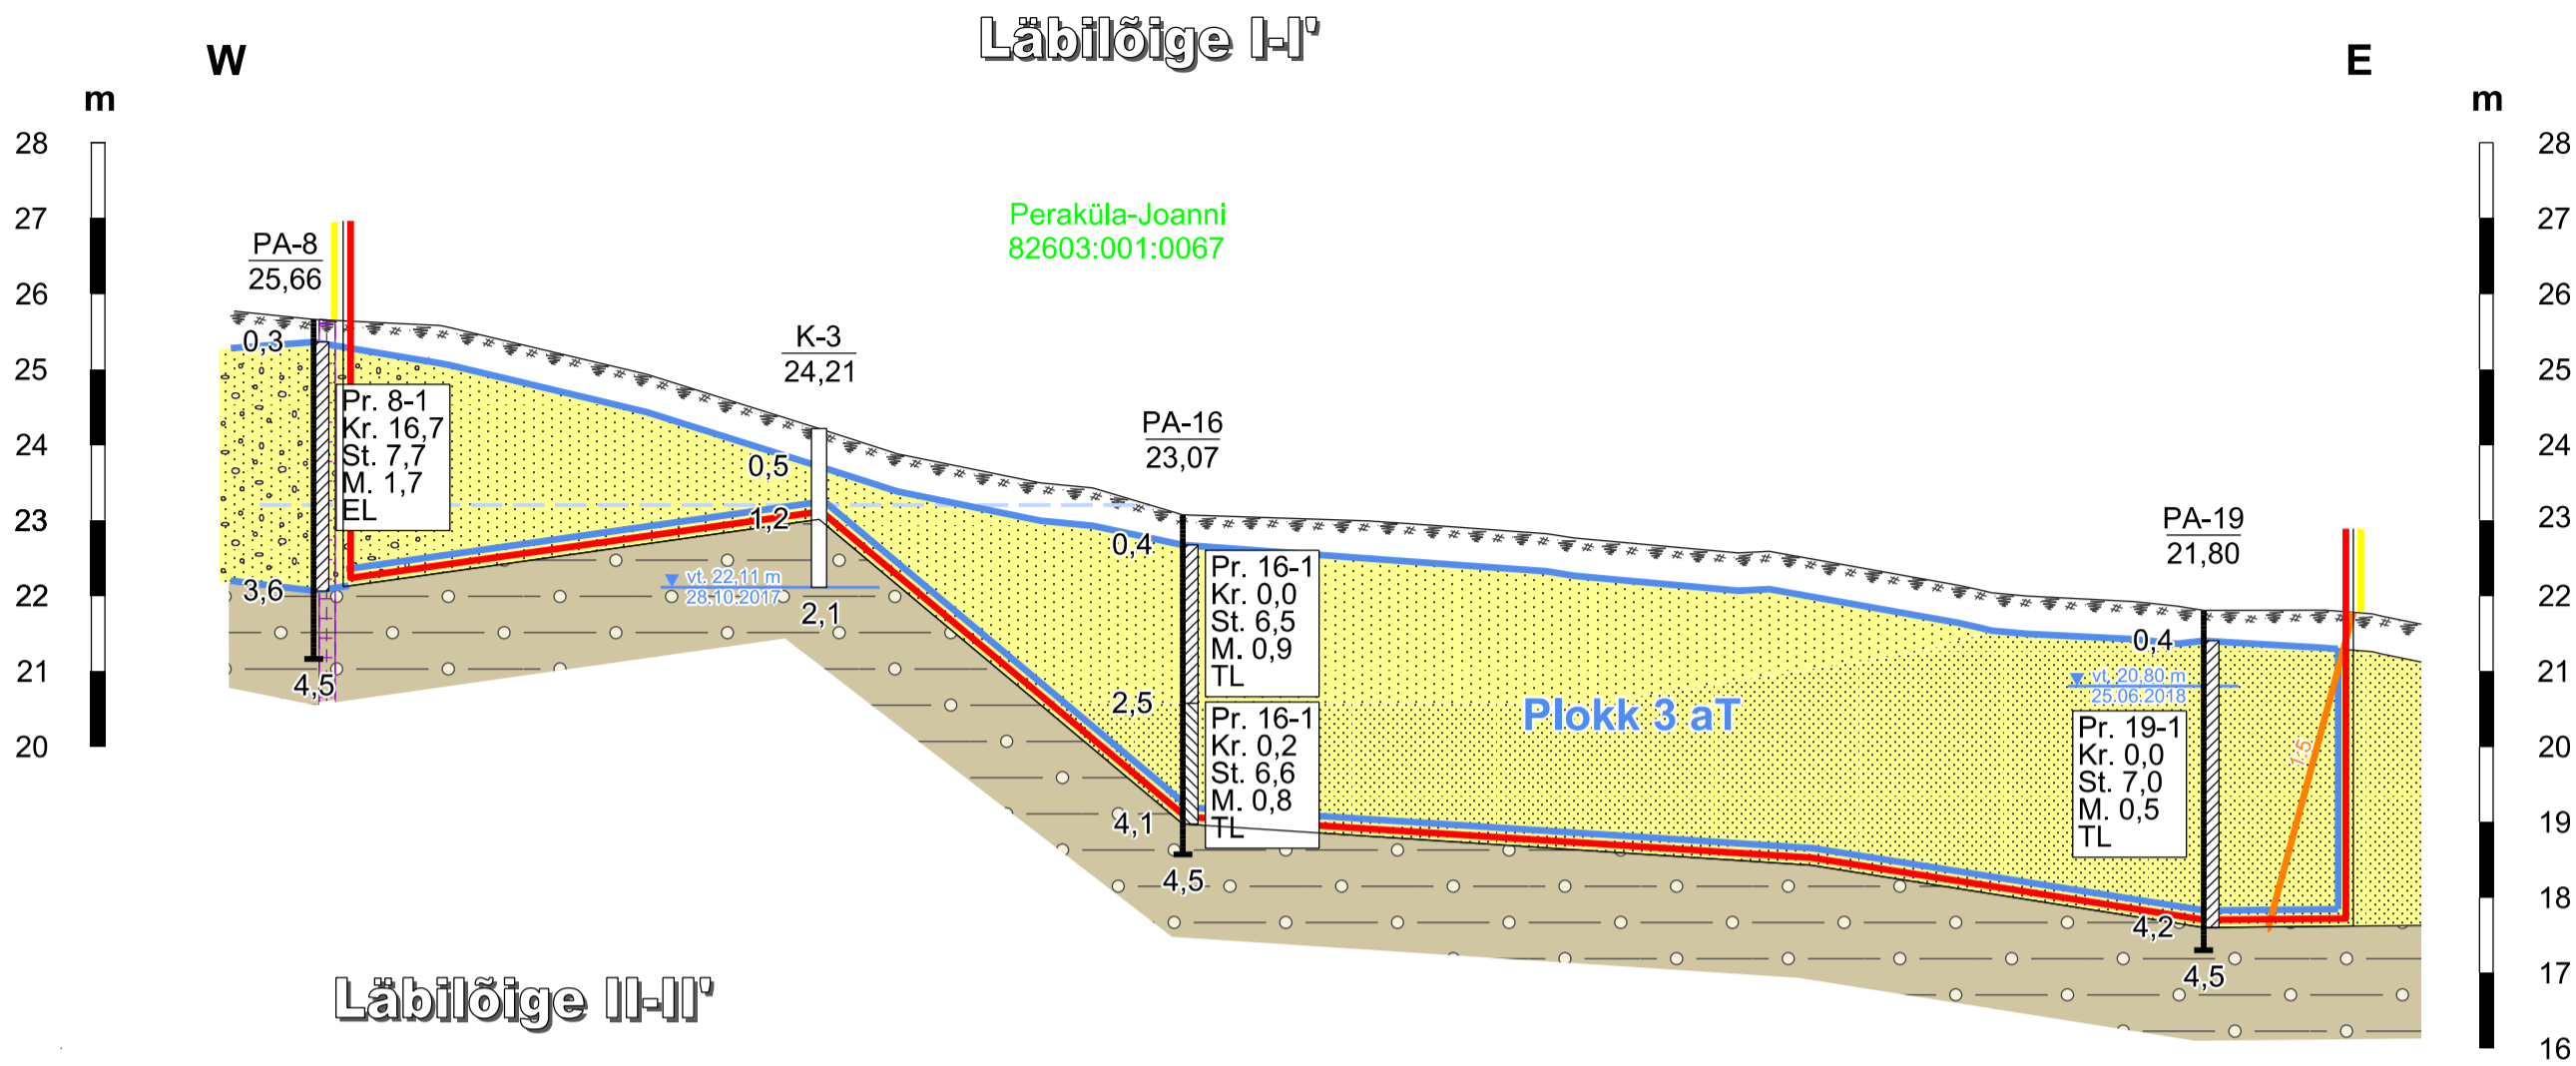 Läbilõige I-I'
W
E
m
m
28
27
26
25
24
23
22
21
20
28
27
26
25
24
23
22
21
20
19
18
17
16
Peraküla-Joanni
82603:001:0067
PA-8
25,66
0,3
3,6
4,5
Pr. 8-1
Kr. 16,7
St. 7,7
M. 1,7
EL
K-3
24,21
0,5
1,2
2,1
vt. 22,11 m
28.10.2017
PA-16
23,07
0,4
2,5
4,1
4,5
Pr. 16-1
Kr. 0,0
St. 6,5
M. 0,9
TL
Pr. 16-1
Kr. 0,2
St. 6,6
M. 0,8
TL
Plokk 3 aT
PA-19
21,80
0,4
vt. 20,80 m
25.06.2018
Pr. 19-1
Kr. 0,0
St. 7,0
M. 0,5
TL
4,2
4,5
1:5
Läbilõige II-II'